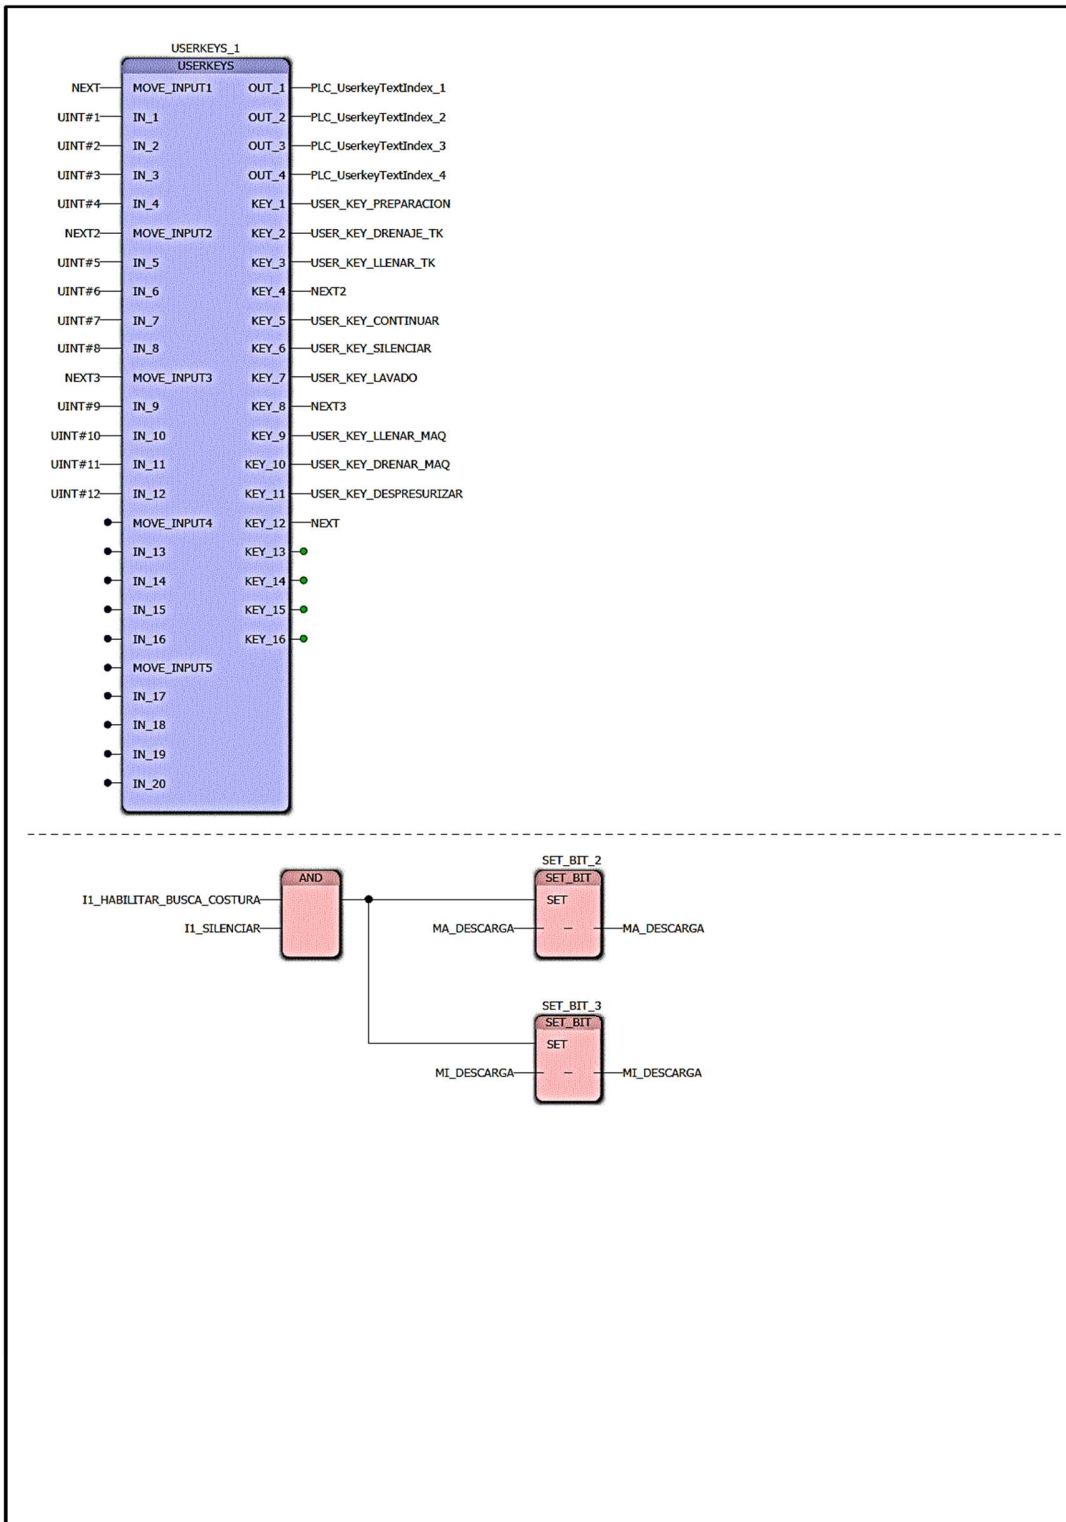 USERKEYS_1
USERKEYS
NEXT MOVE_INPUT1 OUT_1 PLC_UserkeyTextIndex_1
UINT#1 IN_1 OUT_2 PLC_UserkeyTextIndex_2
UINT#2 IN_2 OUT_3 PLC_UserkeyTextIndex_3
UINT#3 IN_3 OUT_4 PLC_UserkeyTextIndex_4
UINT#4 IN_4 KEY_1 USER_KEY_PREPARACION
NEXT2 MOVE_INPUT2 KEY_2 USER_KEY_DRENAJE_TK
UINT#5 IN_5 KEY_3 USER_KEY_LLENAR_TK
UINT#6 IN_6 KEY_4 NEXT2
UINT#7 IN_7 KEY_5 USER_KEY_CONTINUAR
UINT#8 IN_8 KEY_6 USER_KEY_SILENCIAR
NEXT3 MOVE_INPUT3 KEY_7 USER_KEY_LAVADO
UINT#9 IN_9 KEY_8 NEXT3
UINT#10 IN_10 KEY_9 USER_KEY_LLENAR_MAQ
UINT#11 IN_11 KEY_10 USER_KEY_DRENAR_MAQ
UINT#12 IN_12 KEY_11 USER_KEY_DESPRESURIZAR
MOVE_INPUT4 KEY_12 NEXT
IN_13 KEY_13
IN_14 KEY_14
IN_15 KEY_15
IN_16 KEY_16
MOVE_INPUT5
IN_17
IN_18
IN_19
IN_20
SET_BIT_2
AND SET_BIT
I1_HABILITAR_BUSCA_COSTURA SET
I1_SILENCIAR MA_DESCARGA MA_DESCARGA
SET_BIT_3
SET_BIT
SET
MI_DESCARGA MI_DESCARGA